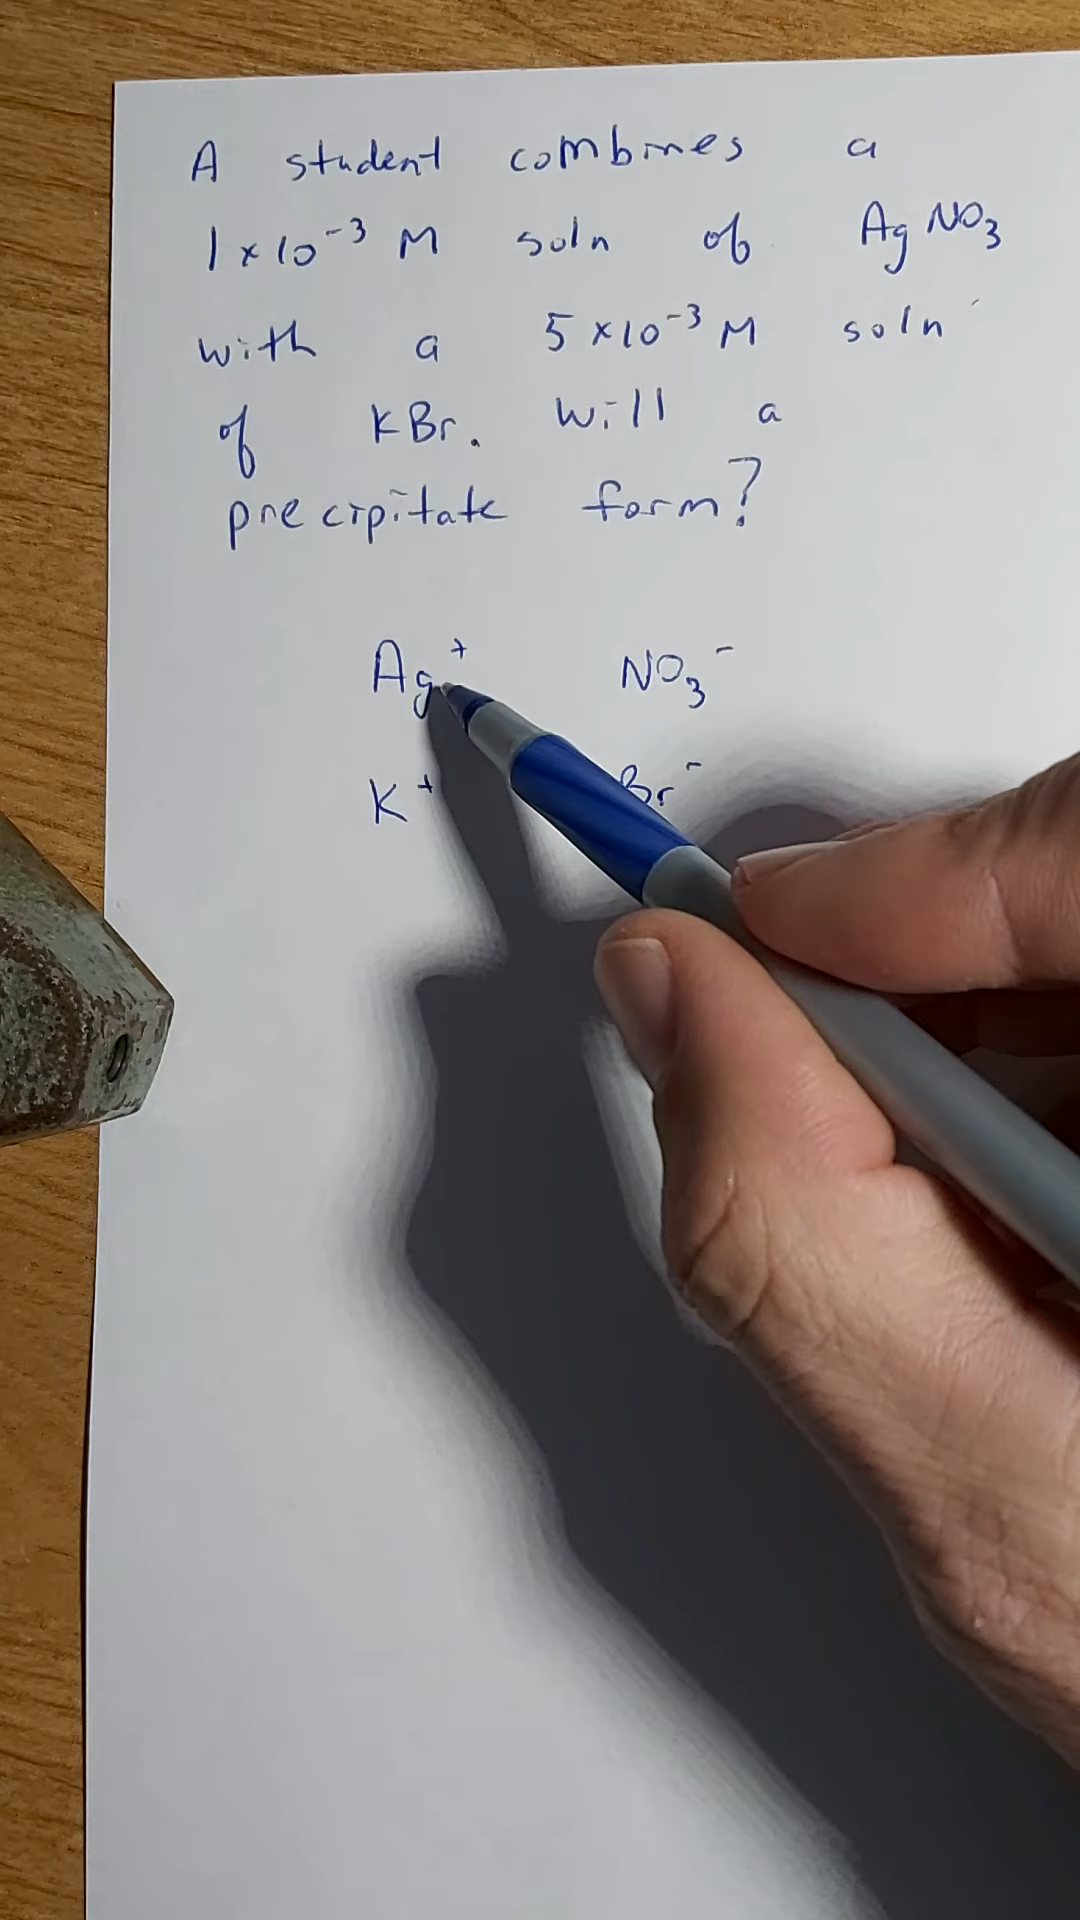 A student combines a
1 x 10⁻³ M soln of AgNO₃
with a 5 x 10⁻³ M soln
of KBr. Will a
precipitate form?
Ag⁺ NO₃⁻
K⁺ Br⁻